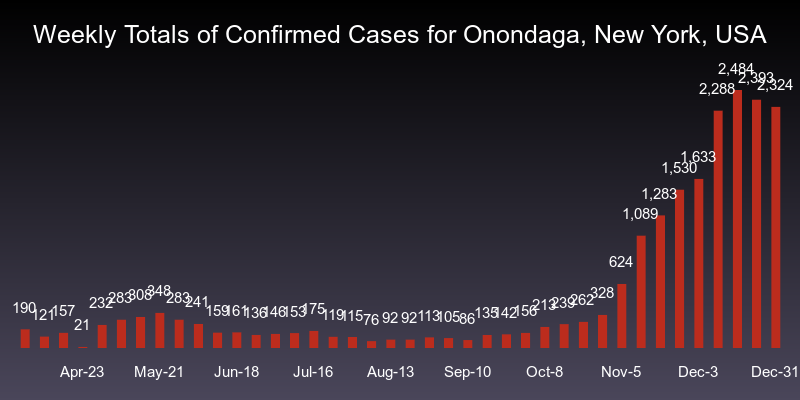 Weekly Totals of Confirmed Cases for Onondaga, New York, USA
190 121 157 21 232 283 308 348 283 241 159 161 136 146 153 175 119 115 76 92 92 113 105 86 135 142 156 213 239 262 328 624 1,089 1,283 1,530 1,633 2,288 2,484 2,393 2,324
Apr-23 May-21 Jun-18 Jul-16 Aug-13 Sep-10 Oct-8 Nov-5 Dec-3 Dec-31